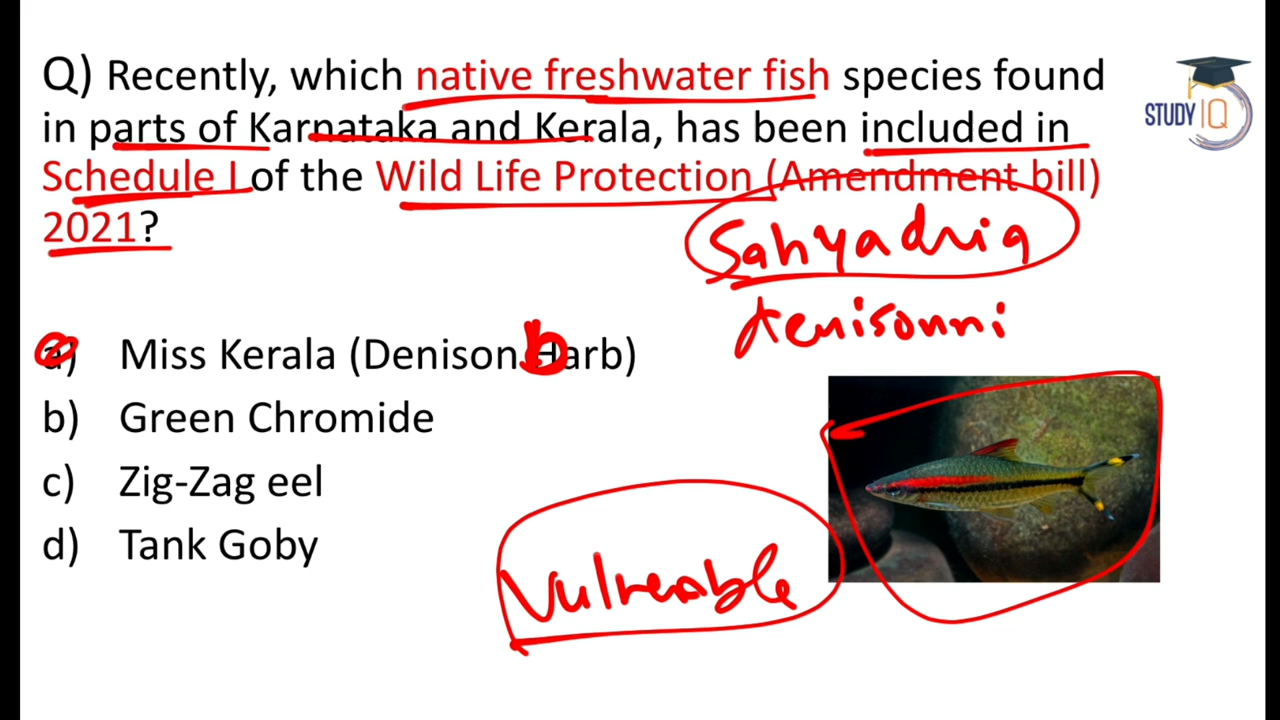 Q) Recently, which native freshwater fish species found
in parts of Karnataka and Kerala, has been included in
Schedule I of the Wild Life Protection (Amendment bill)
2021?
STUDY IQ
Sahyadria
denisonni
a) Miss Kerala (Denison Harb)
b
b) Green Chromide
c) Zig-Zag eel
d) Tank Goby
Vulnerable